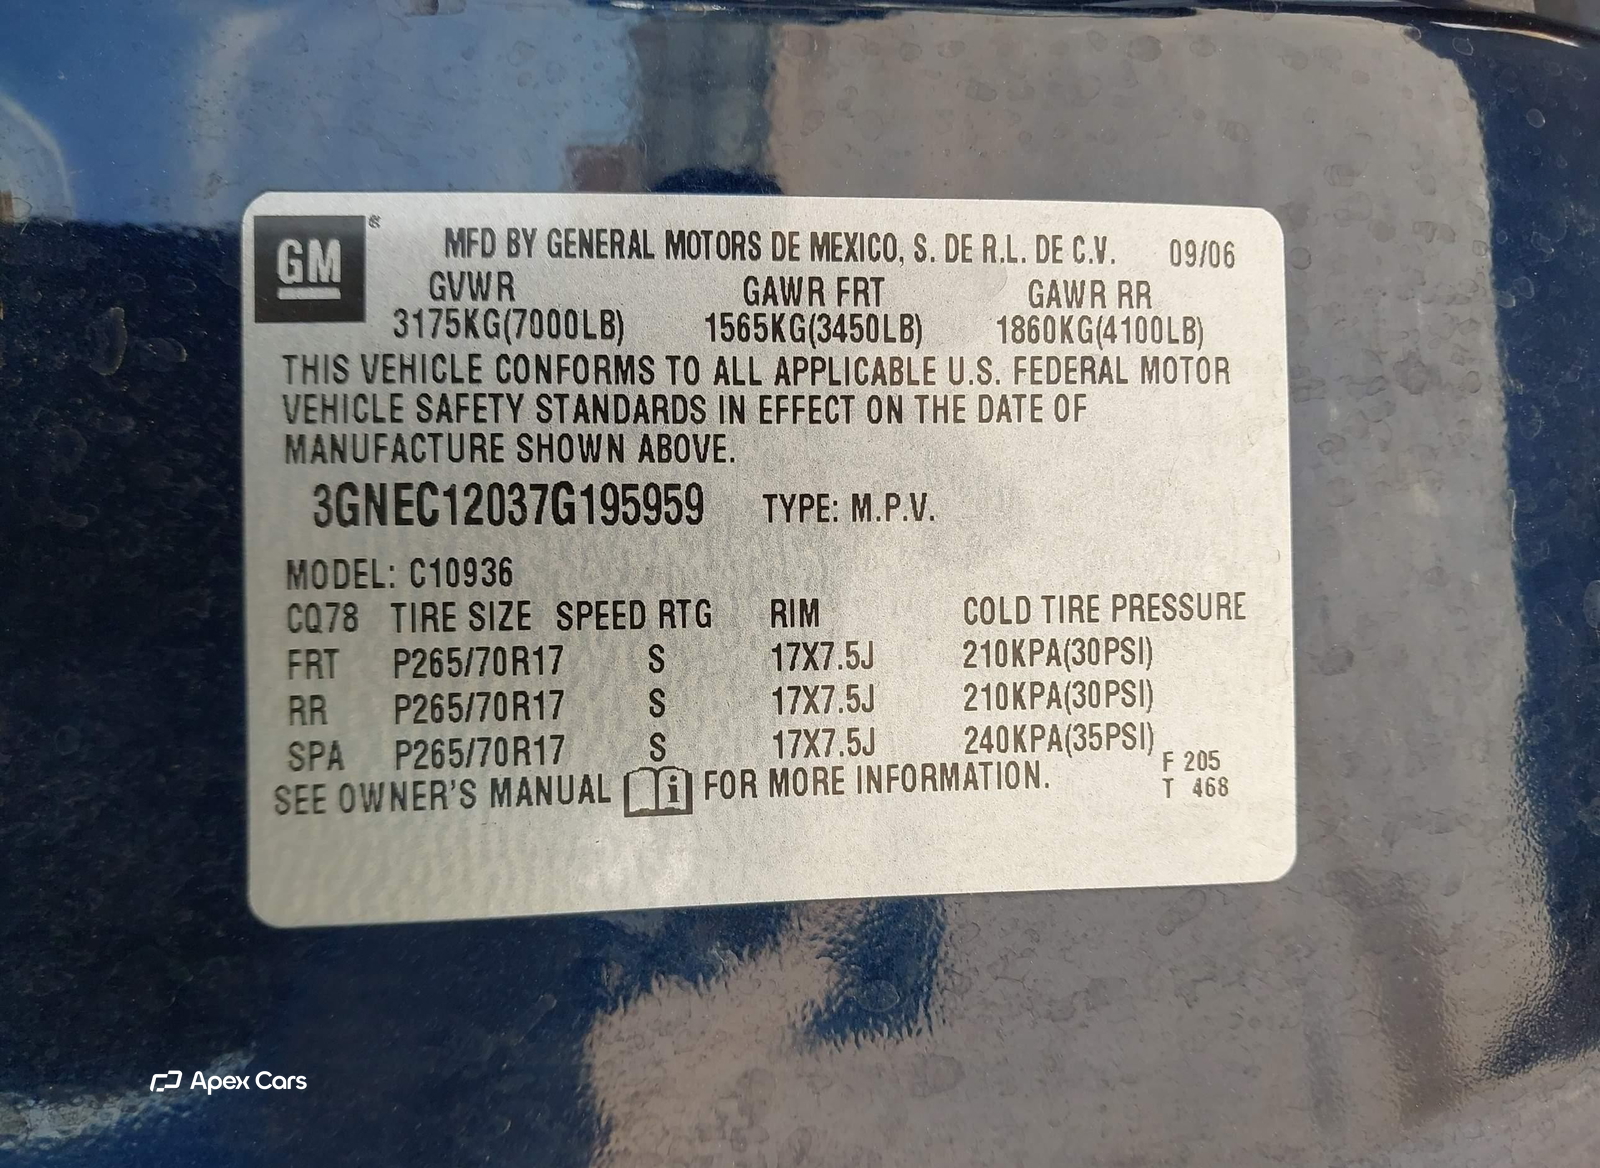 GM ® MFD BY GENERAL MOTORS DE MEXICO, S. DE R.L. DE C.V. 09/06
GVWR GAWR FRT GAWR RR
3175KG(7000LB) 1565KG(3450LB) 1860KG(4100LB)
THIS VEHICLE CONFORMS TO ALL APPLICABLE U.S. FEDERAL MOTOR
VEHICLE SAFETY STANDARDS IN EFFECT ON THE DATE OF
MANUFACTURE SHOWN ABOVE.
3GNEC12037G195959 TYPE: M.P.V.
MODEL: C10936
CQ78 TIRE SIZE SPEED RTG RIM COLD TIRE PRESSURE
FRT P265/70R17 S 17X7.5J 210KPA(30PSI)
RR P265/70R17 S 17X7.5J 210KPA(30PSI)
SPA P265/70R17 S 17X7.5J 240KPA(35PSI)
F 205
SEE OWNER'S MANUAL i FOR MORE INFORMATION. T 468
Apex Cars